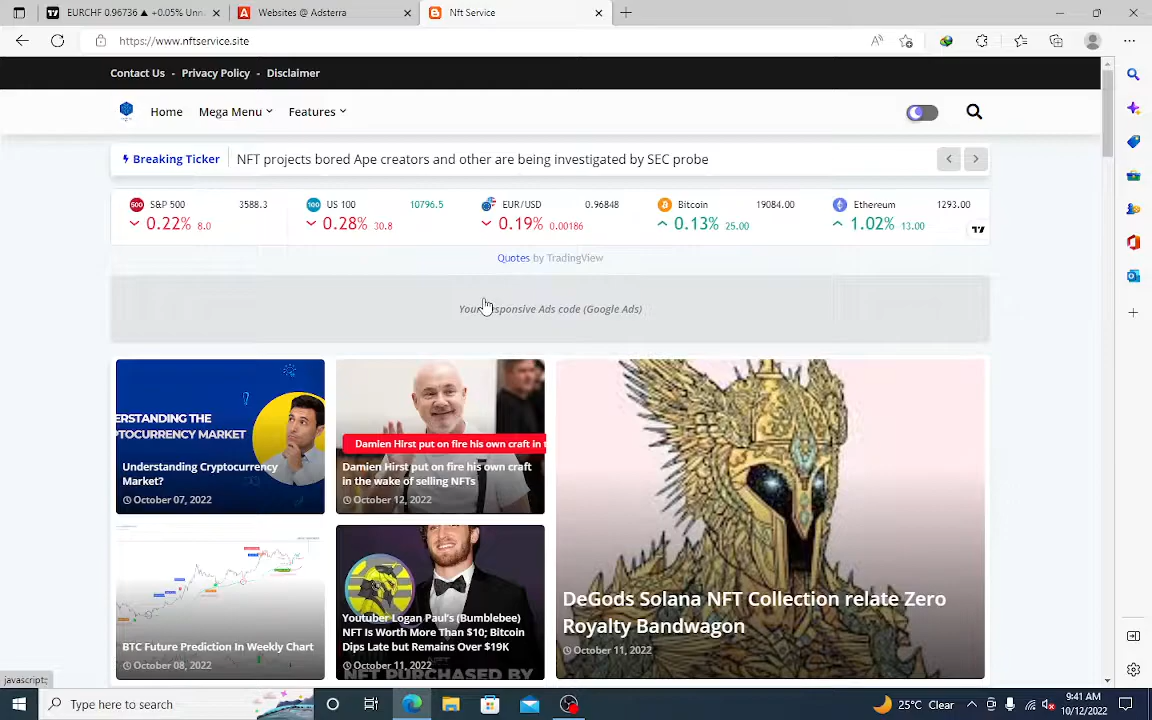 EURCHF 0.96736 ▲ +0.05% Unn
Websites @ Adsterra
Nft Service
https://www.nftservice.site
Contact Us - Privacy Policy - Disclaimer
Home Mega Menu Features
Breaking Ticker NFT projects bored Ape creators and other are being investigated by SEC probe
500 S&P 500 3588.3
0.22% 8.0
100 US 100 10796.5
0.28% 30.8
EUR/USD 0.96848
0.19% 0.00186
Bitcoin 19084.00
0.13% 25.00
Ethereum 1293.00
1.02% 13.00
Quotes by TradingView
Your responsive Ads code (Google Ads)
ERSTANDING THE
PTOCURRENCY MARKET
Understanding Cryptocurrency
Market?
October 07, 2022
Damien Hirst put on fire his own craft in
Damien Hirst put on fire his own craft
in the wake of selling NFTs
October 12, 2022
DeGods Solana NFT Collection relate Zero
Royalty Bandwagon
October 11, 2022
BTC Future Prediction In Weekly Chart
October 08, 2022
Youtuber Logan Paul's (Bumblebee)
NFT Is Worth More Than $10; Bitcoin
Dips Late but Remains Over $19K
October 11, 2022
NFT PURCHASED BY
javascript:
Type here to search
25°C Clear
9:41 AM
10/12/2022